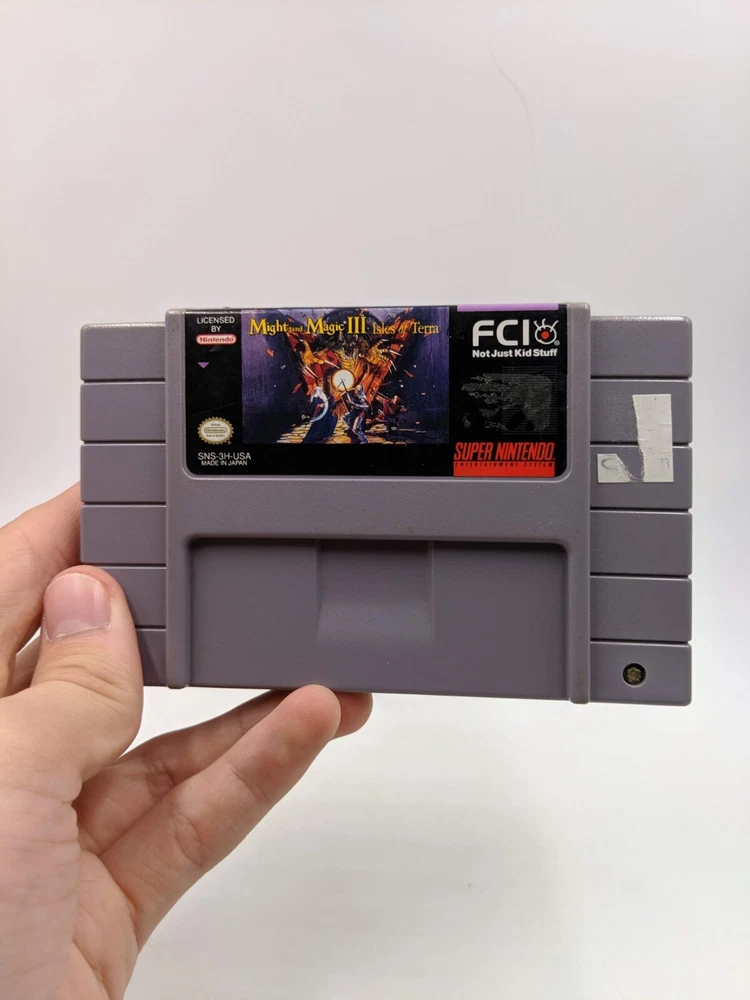 LICENSED
BY
Nintendo
SNS-3H-USA
MADE IN JAPAN
Might and Magic III Isles of Terra
FCI
Not Just Kid Stuff
SUPER NINTENDO
ENTERTAINMENT SYSTEM